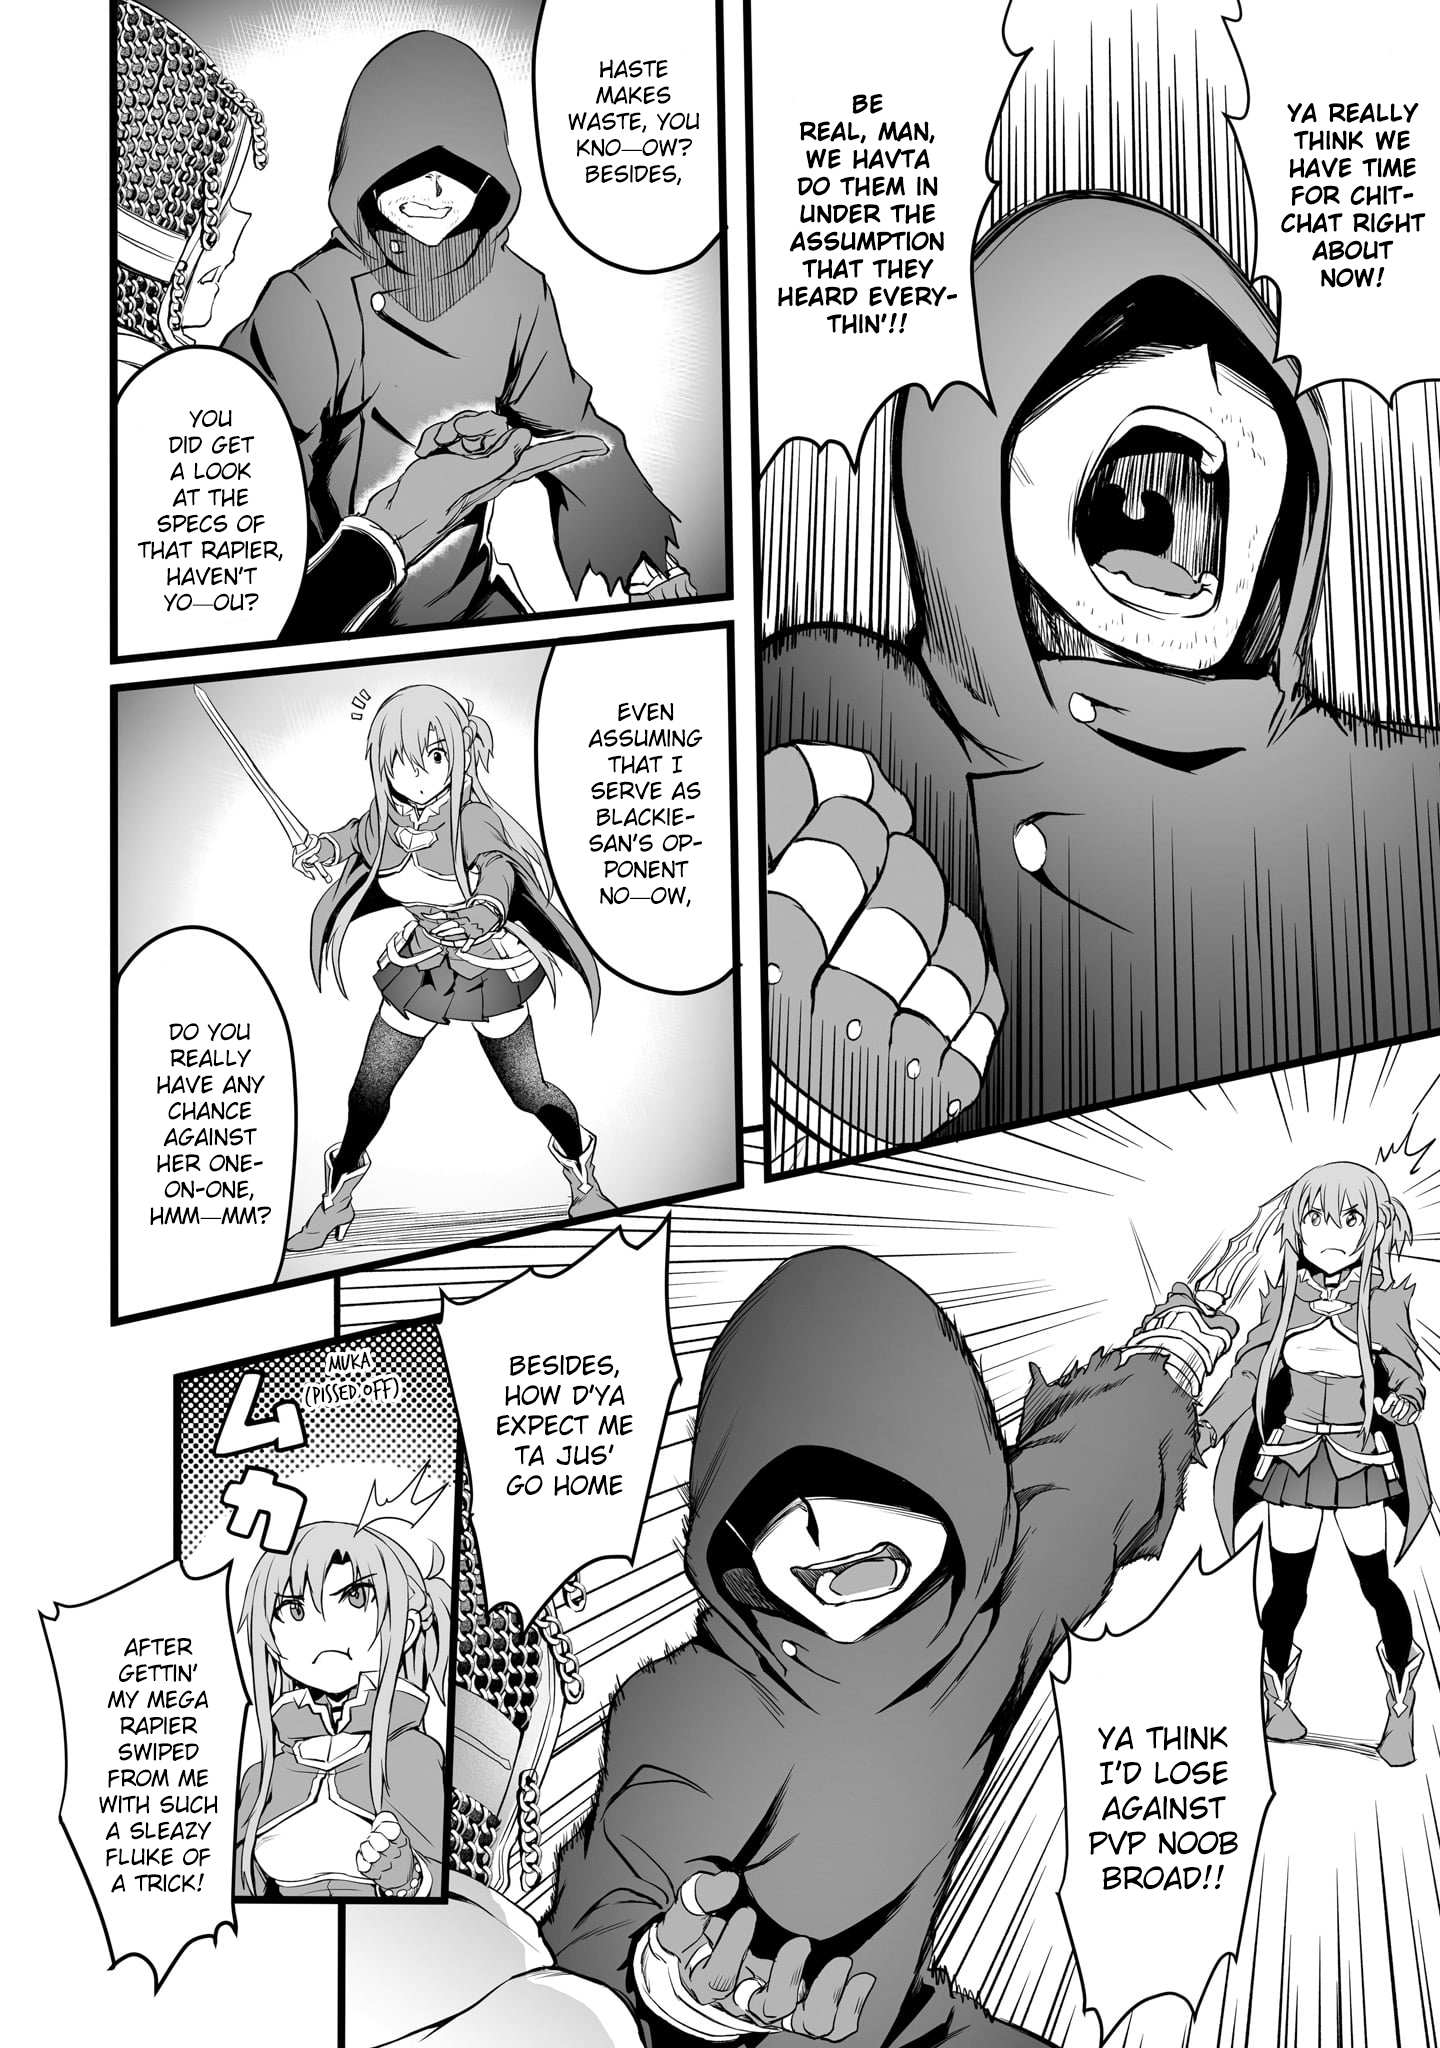 YA REALLY
THINK WE
HAVE TIME
FOR CHIT-
CHAT RIGHT
ABOUT
NOW!
BE
REAL, MAN,
WE HAVTA
DO THEM IN
UNDER THE
ASSUMPTION
THAT THEY
HEARD EVERY-
THIN'!!
HASTE
MAKES
WASTE, YOU
KNO—OW?
BESIDES,
YOU
DID GET
A LOOK
AT THE
SPECS OF
THAT RAPIER,
HAVEN'T
YO—OU?
EVEN
ASSUMING
THAT I
SERVE AS
BLACKIE-
SAN'S OP-
PONENT
NO—OW,
DO YOU
REALLY
HAVE ANY
CHANCE
AGAINST
HER ONE-
ON-ONE,
HMM—MM?
YA THINK
I'D LOSE
AGAINST
PVP NOOB
BROAD!!
BESIDES,
HOW D'YA
EXPECT ME
TA JUS'
GO HOME
ムカ
MUKA
(PISSED OFF)
AFTER
GETTIN'
MY MEGA
RAPIER
SWIPED
FROM ME
WITH SUCH
A SLEAZY
FLUKE OF
A TRICK!